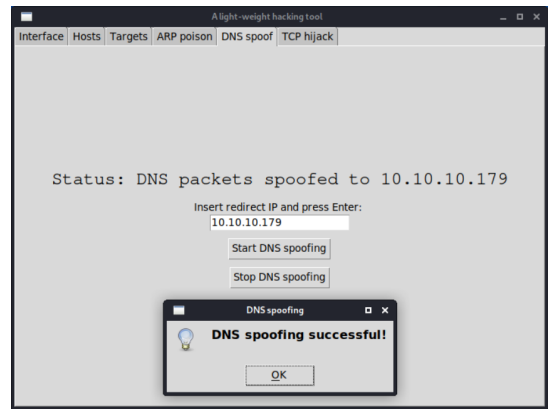 A light-weight hacking tool
Interface Hosts Targets ARP poison DNS spoof TCP hijack
Status: DNS packets spoofed to 10.10.10.179
Insert redirect IP and press Enter:
10.10.10.179
Start DNS spoofing
Stop DNS spoofing
DNS spoofing
DNS spoofing successful!
OK